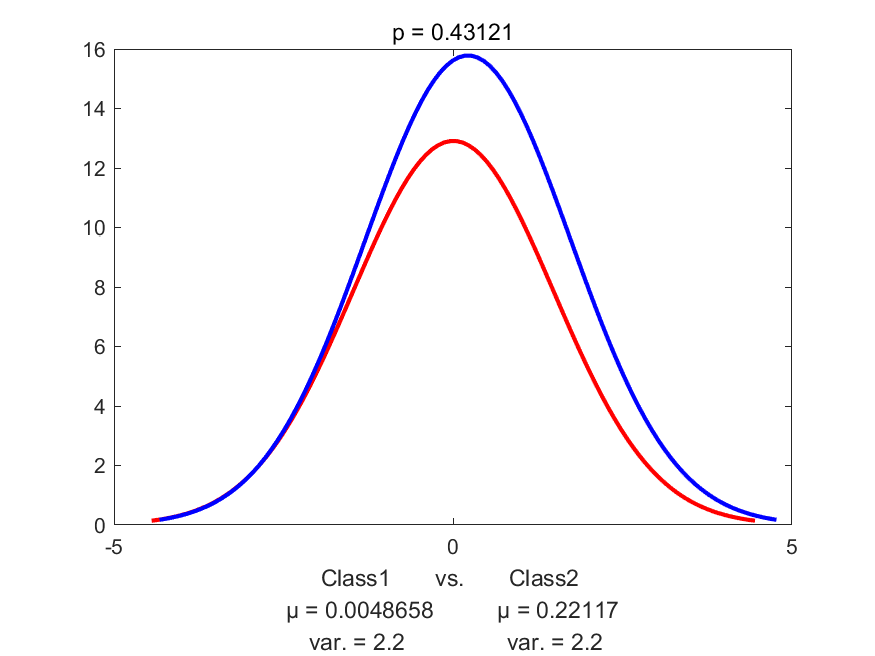 p = 0.43121
16
14
12
10
8
6
4
2
0
-5 0 5
Class1 vs. Class2
μ = 0.0048658 μ = 0.22117
var. = 2.2 var. = 2.2